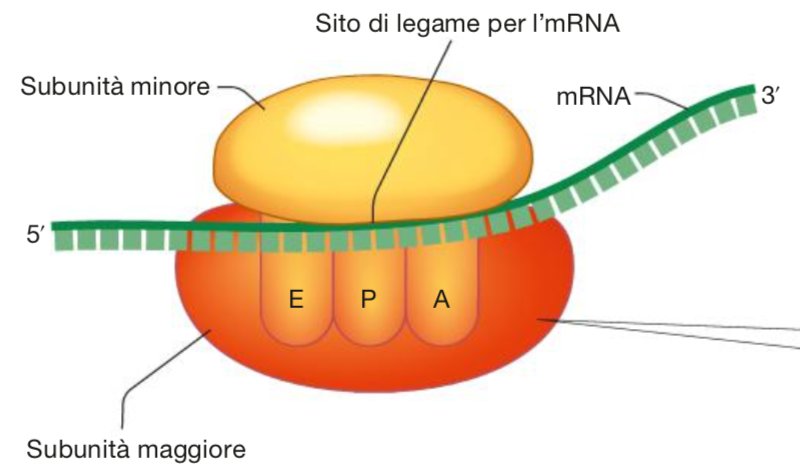 Sito di legame per l’mRNA
Subunità minore
mRNA
3′
5′
E P A
Subunità maggiore